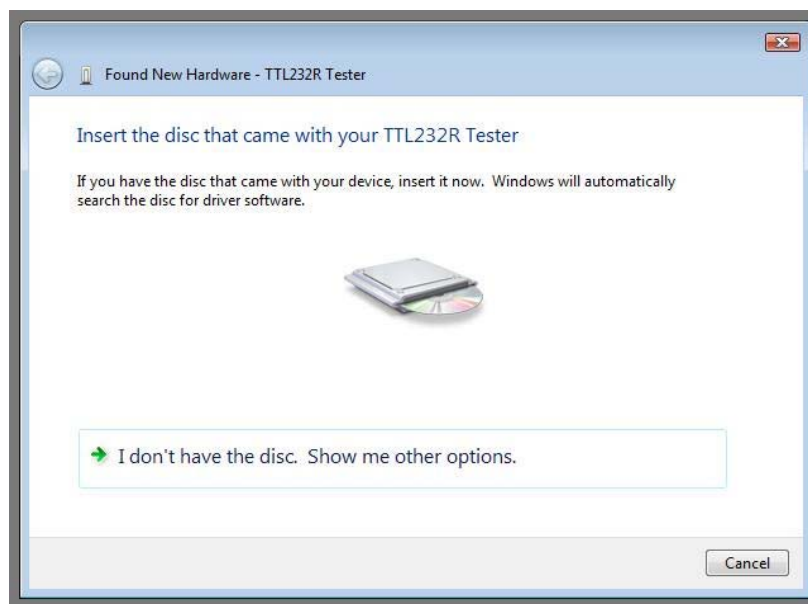 Found New Hardware - TTL232R Tester
Insert the disc that came with your TTL232R Tester
If you have the disc that came with your device, insert it now.  Windows will automatically
search the disc for driver software.
I don't have the disc.  Show me other options.
Cancel